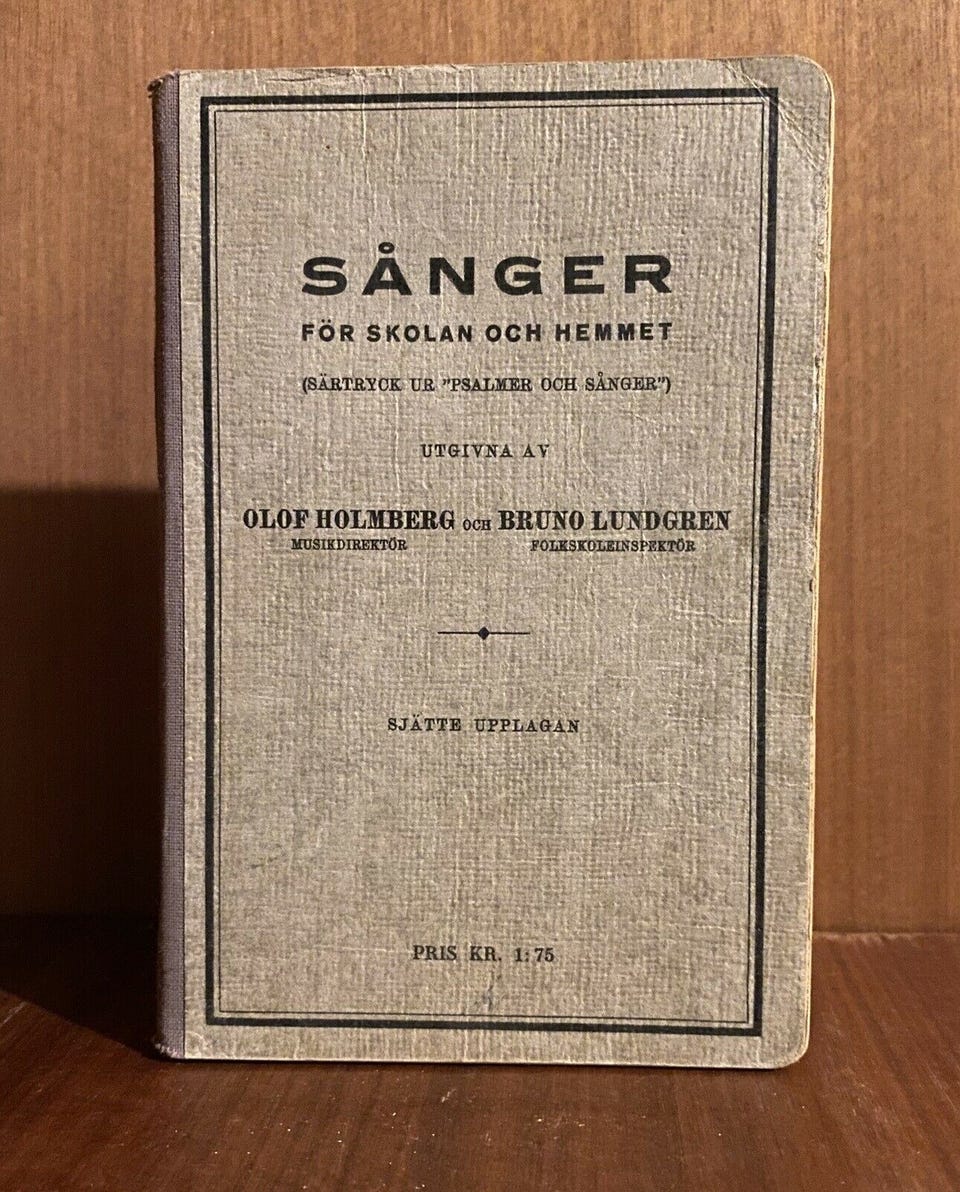 SÅNGER
FÖR SKOLAN OCH HEMMET
(SÄRTRYCK UR "PSALMER OCH SÅNGER")
UTGIVNA AV
OLOF HOLMBERG OCH BRUNO LUNDGREN
MUSIKDIREKTÖR FOLKSKOLEINSPEKTÖR
SJÄTTE UPPLAGAN
PRIS KR. 1:75